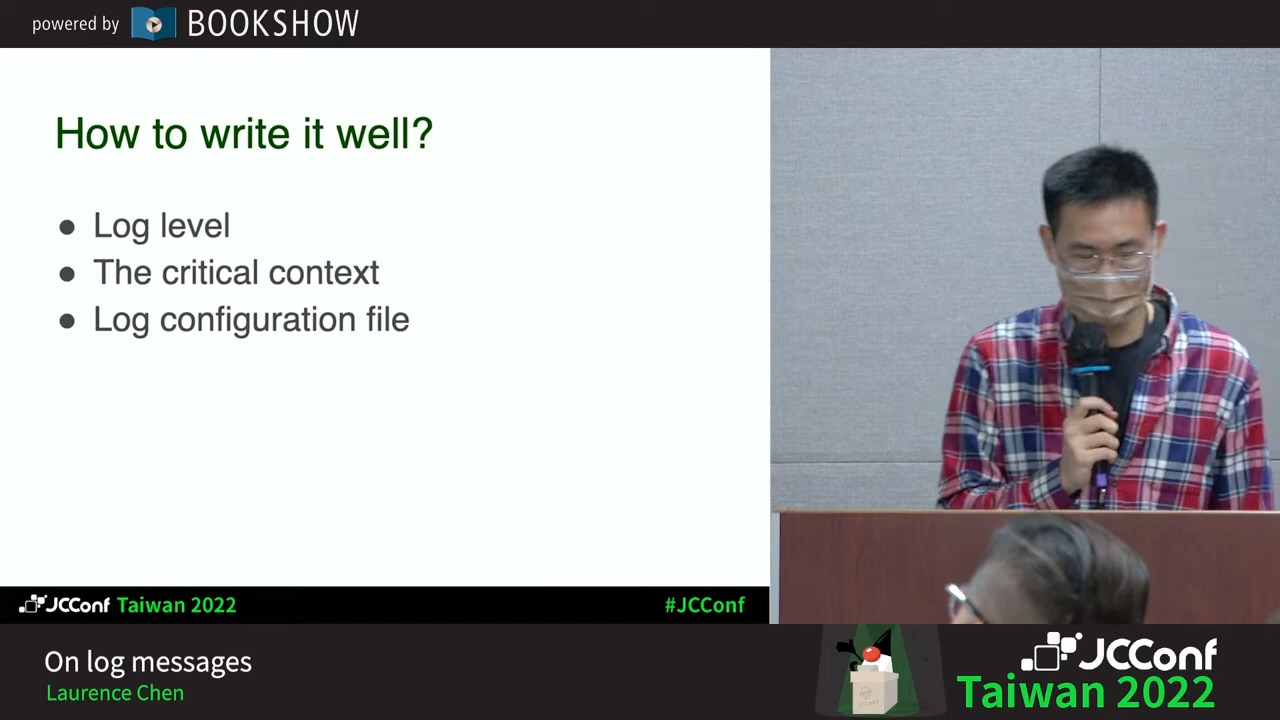 powered by BOOKSHOW
How to write it well?
● Log level
● The critical context
● Log configuration file
JCConf Taiwan 2022
#JCConf
On log messages
Laurence Chen
JCConf
Taiwan 2022